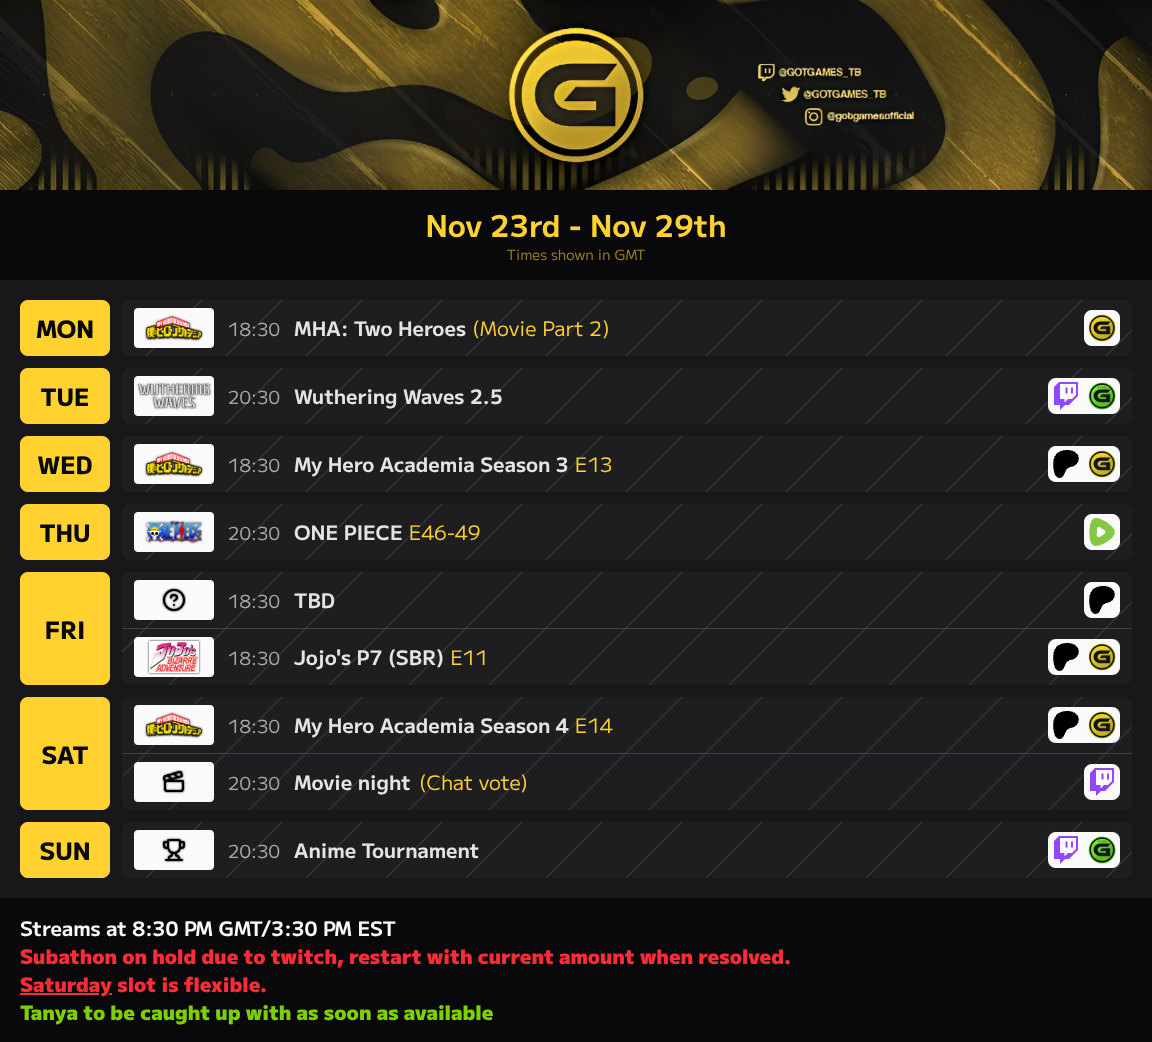 @GOTGAMES_TB
@GOTGAMES_TB
@gotgamesofficial
Nov 23rd - Nov 29th
Times shown in GMT
MON
18:30 MHA: Two Heroes (Movie Part 2)
TUE
WUTHERING
WAVES
20:30 Wuthering Waves 2.5
WED
18:30 My Hero Academia Season 3 E13
THU
ONE PIECE
20:30 ONE PIECE E46-49
FRI
18:30 TBD
JOJO'S
BIZARRE
ADVENTURE
18:30 Jojo's P7 (SBR) E11
SAT
18:30 My Hero Academia Season 4 E14
20:30 Movie night (Chat vote)
SUN
20:30 Anime Tournament
Streams at 8:30 PM GMT/3:30 PM EST
Subathon on hold due to twitch, restart with current amount when resolved.
Saturday slot is flexible.
Tanya to be caught up with as soon as available